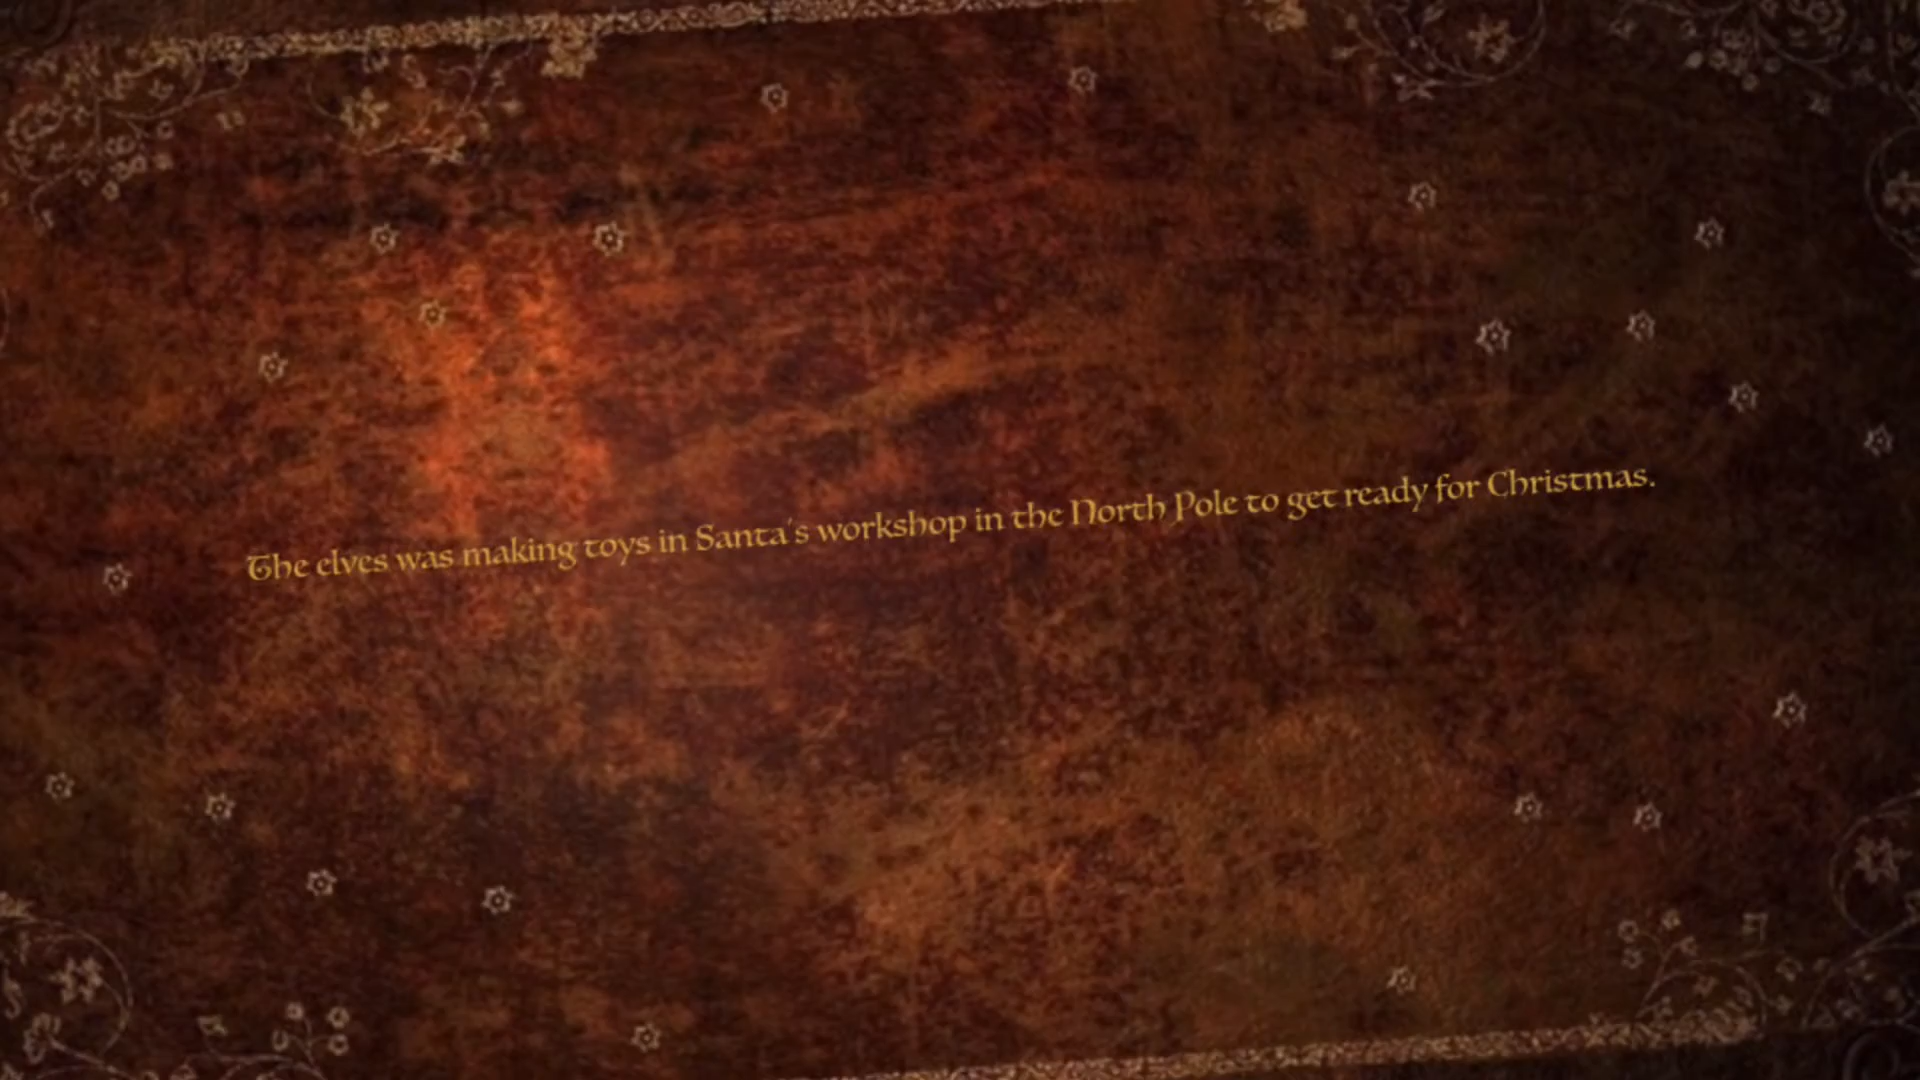 The elves was making toys in Santa's workshop in the North Pole to get ready for Christmas.